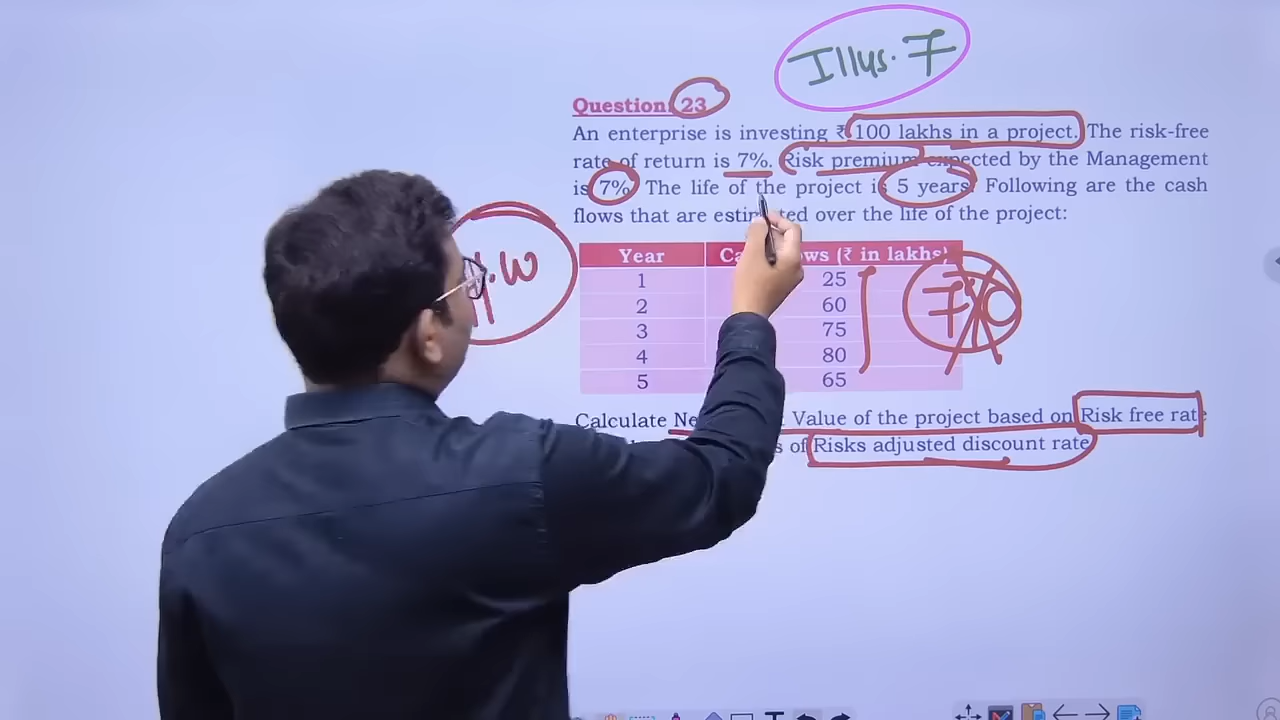 Illus. 7
Question: 23
An enterprise is investing ₹ 100 lakhs in a project. The risk-free
rate of return is 7%. Risk premium expected by the Management
is 7%. The life of the project is 5 years. Following are the cash
flows that are estimated over the life of the project:
Year ows (₹ in lakhs)
1 25
2 60
3 75
4 80
5 65
7%
.W
Calculate Ne Value of the project based on Risk free rate
s of Risks adjusted discount rate